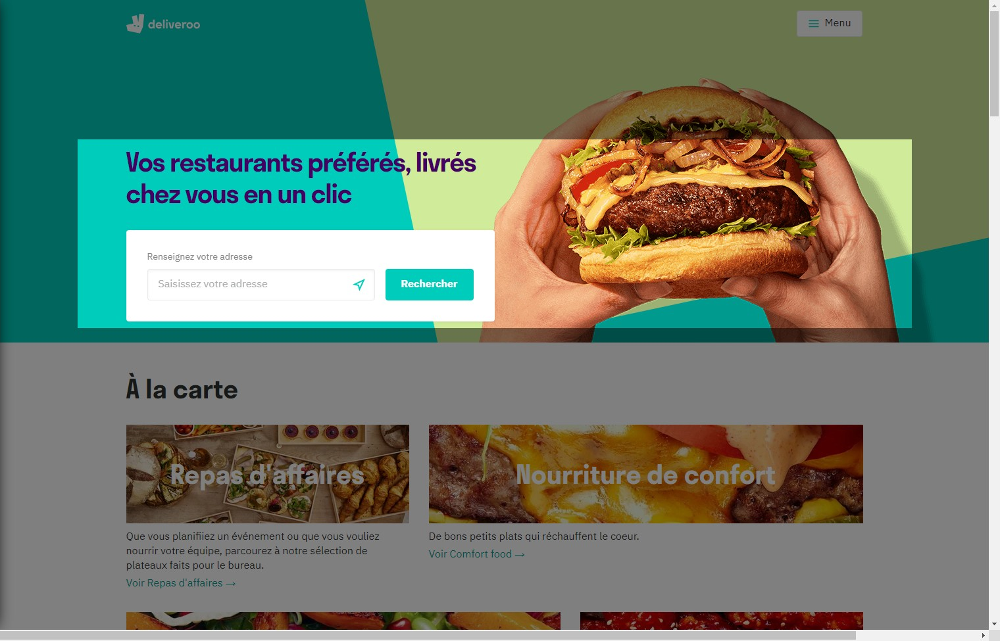 deliveroo
Menu
Vos restaurants préférés, livrés
chez vous en un clic
Renseignez votre adresse
Saisissez votre adresse
Rechercher
À la carte
Repas d'affaires
Nourriture de confort
Que vous planifiiez un événement ou que vous vouliez
nourrir votre équipe, parcourez à notre sélection de
plateaux faits pour le bureau.
Voir Repas d'affaires →
De bons petits plats qui réchauffent le coeur.
Voir Comfort food →